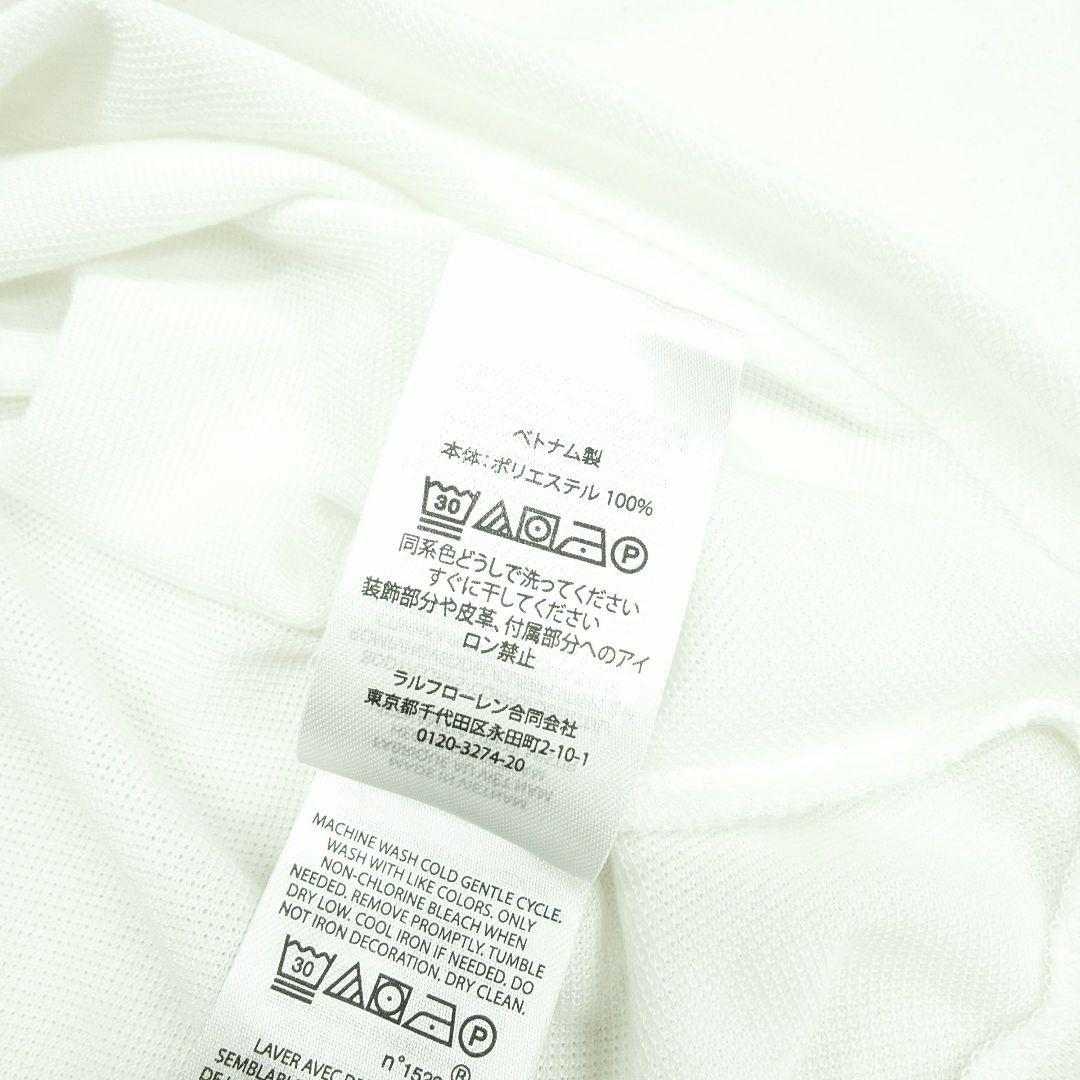 ベトナム製
本体:ポリエステル 100%
30
P
同系色どうしで洗ってください
すぐに干してください
装飾部分や皮革、付属部分へのアイ
ロン禁止
ラルフローレン合同会社
東京都千代田区永田町2-10-1
0120-3274-20
MADE IN VIETNAM
MACHINE WASH COLD GENTLE CYCLE.
WASH WITH LIKE COLORS. ONLY
NON-CHLORINE BLEACH WHEN
NEEDED. REMOVE PROMPTLY. TUMBLE
DRY LOW. COOL IRON IF NEEDED. DO
NOT IRON DECORATION. DRY CLEAN.
30
P
n°152 ®
LAVER AVEC